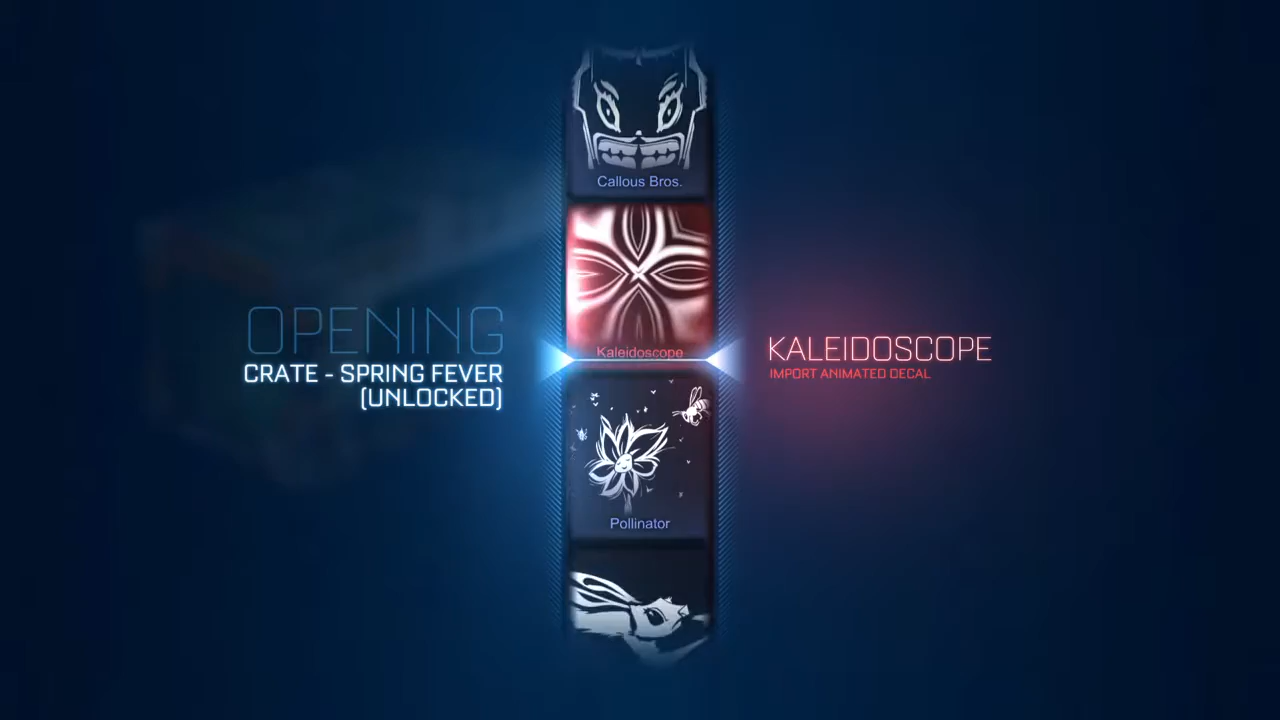 Callous Bros.
OPENING
CRATE - SPRING FEVER
(UNLOCKED)
Kaleidoscope
KALEIDOSCOPE
IMPORT ANIMATED DECAL
Pollinator